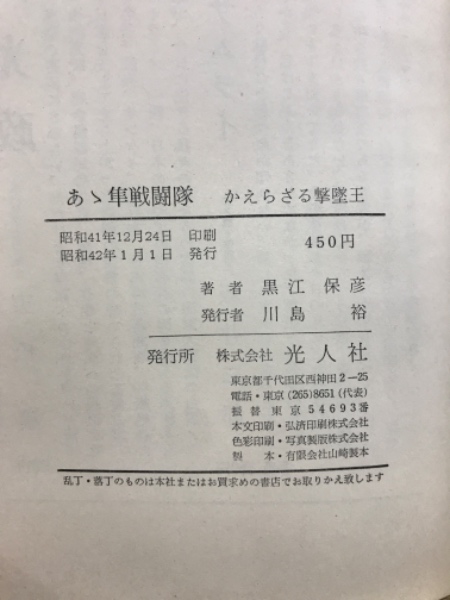 あゝ隼戦闘隊 かえらざる撃墜王
昭和41年12月24日 印刷
昭和42年1月1日 発行
450円
著者 黒江保彦
発行者 川島裕
発行所 株式会社 光人社
東京都千代田区西神田2-25
電話・東京(265)8651(代表)
振替東京54693番
本文印刷・弘済印刷株式会社
色彩印刷・写真製版株式会社
製本・有限会社山崎製本
乱丁・落丁のものは本社またはお買求めの書店でお取りかえ致します